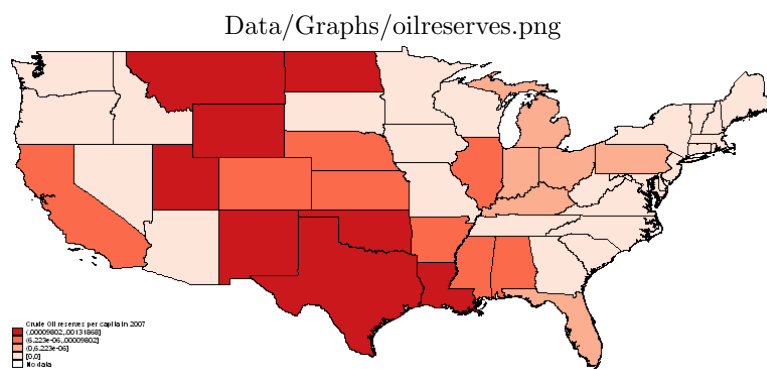 Data/Graphs/oilreserves.png
Crude Oil reserves per capita in 2007
(.00009802,.00131868]
(6.223e-06,.00009802]
(0,6.223e-06]
[0,0]
No data